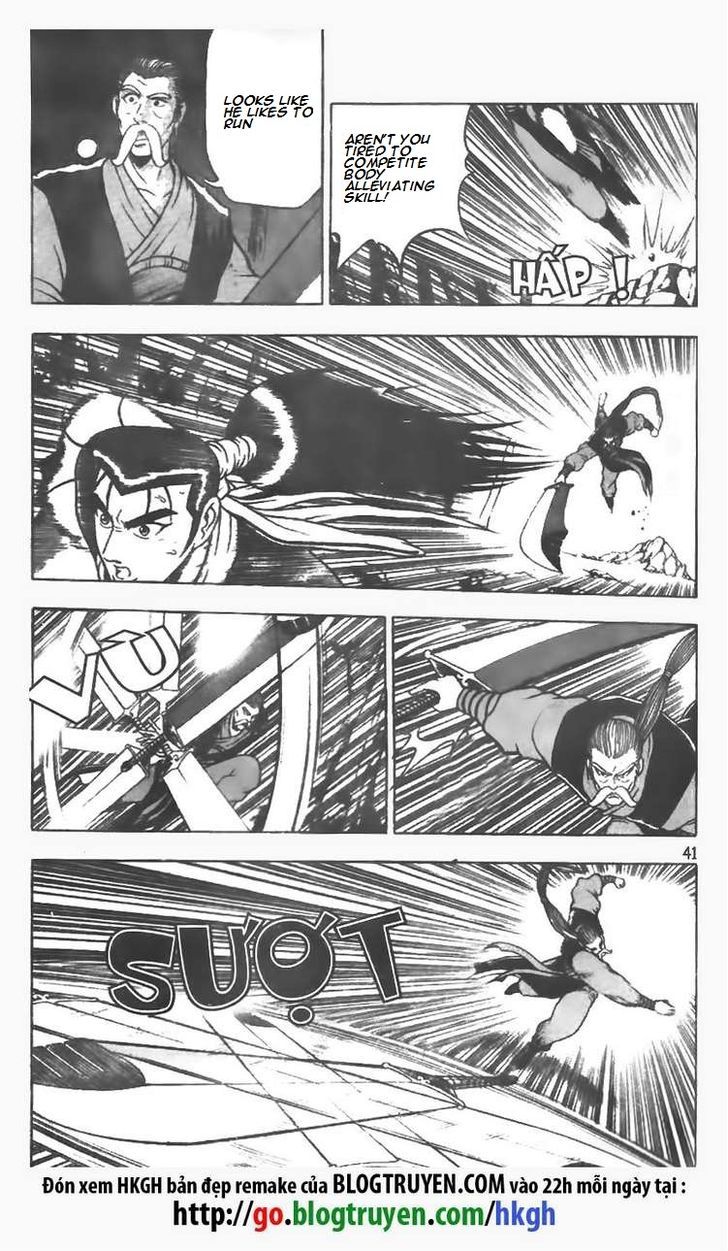 LOOKS LIKE
HE LIKES TO
RUN
AREN'T YOU
TIRED TO
COMPETITE
BODY
ALLEVIATING
SKILL!
HẤP !
VÙ
SƯỢT
41
Đón xem HKGH bản đẹp remake của BLOGTRUYEN.COM vào 22h mỗi ngày tại :
http://go.blogtruyen.com/hkgh